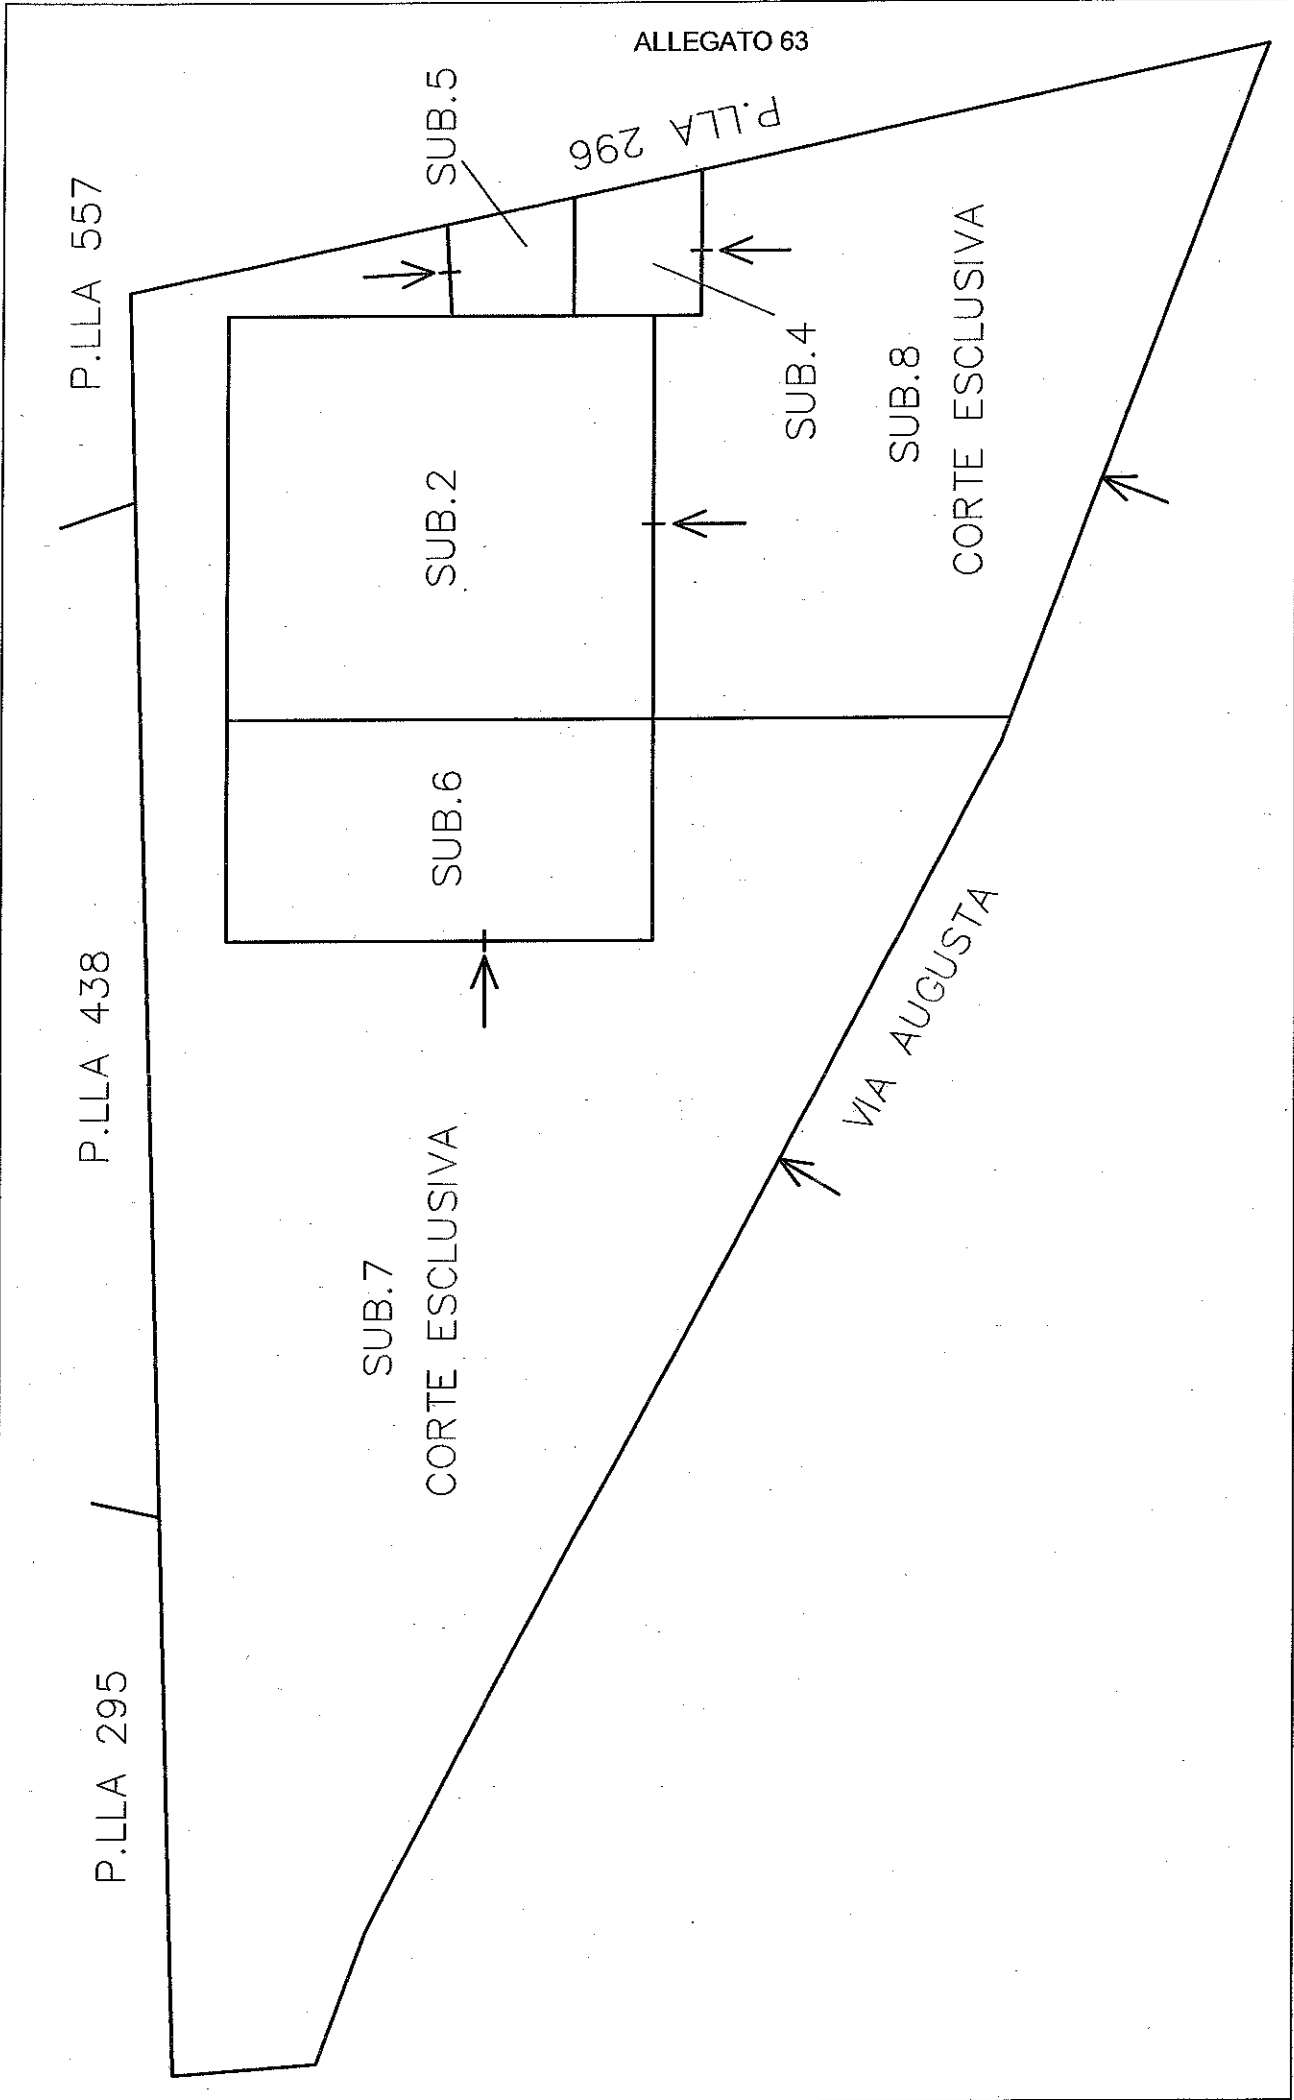 ALLEGATO 63
P.LLA 295
P.LLA 438
P.LLA 557
SUB.5
P.LLA 296
SUB.2
SUB.6
SUB.4
SUB.8
CORTE ESCLUSIVA
SUB.7
CORTE ESCLUSIVA
VIA AUGUSTA